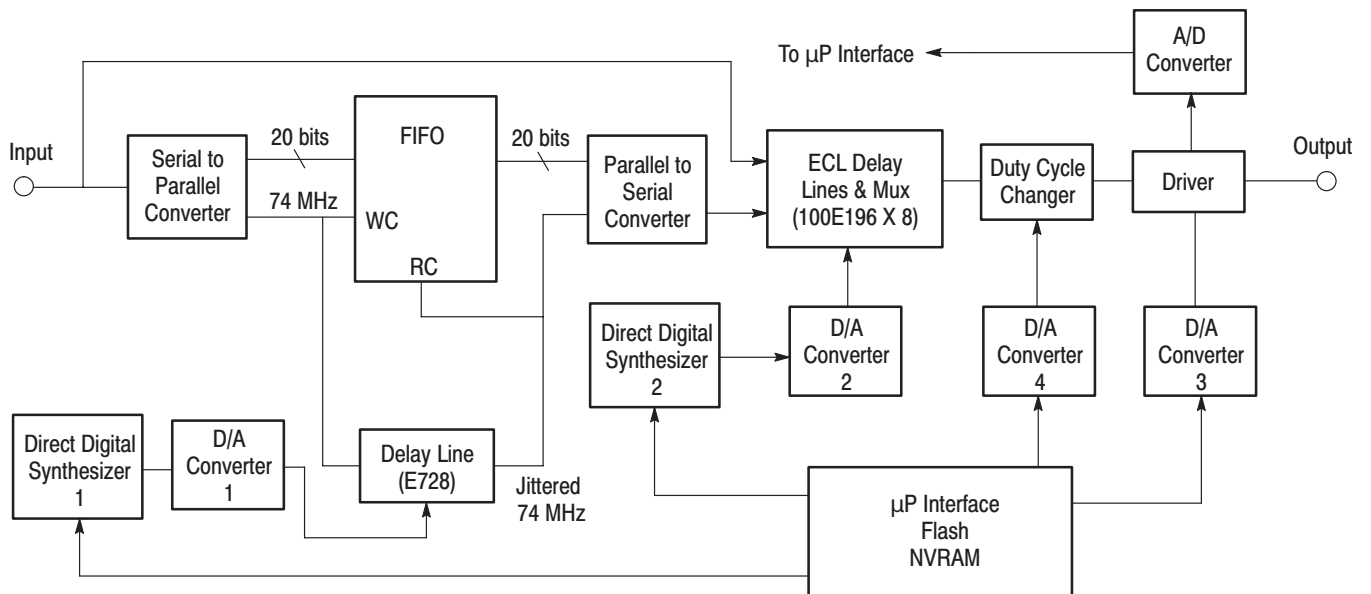 A/D
Converter
To µP Interface
Input
Serial to
Parallel
Converter
20 bits
74 MHz
FIFO
WC
RC
20 bits
Parallel to
Serial
Converter
ECL Delay
Lines & Mux
(100E196 X 8)
Duty Cycle
Changer
Driver
Output
Direct Digital
Synthesizer
2
D/A
Converter
2
D/A
Converter
4
D/A
Converter
3
Direct Digital
Synthesizer
1
D/A
Converter
1
Delay Line
(E728)
Jittered
74 MHz
µP Interface
Flash
NVRAM